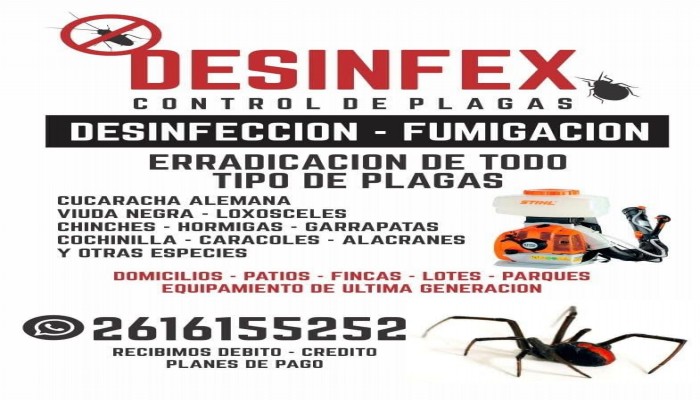 DESINFEX
CONTROL DE PLAGAS
DESINFECCION - FUMIGACION
ERRADICACION DE TODO
TIPO DE PLAGAS
CUCARACHA ALEMANA
VIUDA NEGRA - LOXOSCELES
CHINCHES - HORMIGAS - GARRAPATAS
COCHINILLA - CARACOLES - ALACRANES
Y OTRAS ESPECIES
STIHL
DOMICILIOS - PATIOS - FINCAS - LOTES - PARQUES
EQUIPAMIENTO DE ULTIMA GENERACION
2616155252
RECIBIMOS DEBITO - CREDITO
PLANES DE PAGO